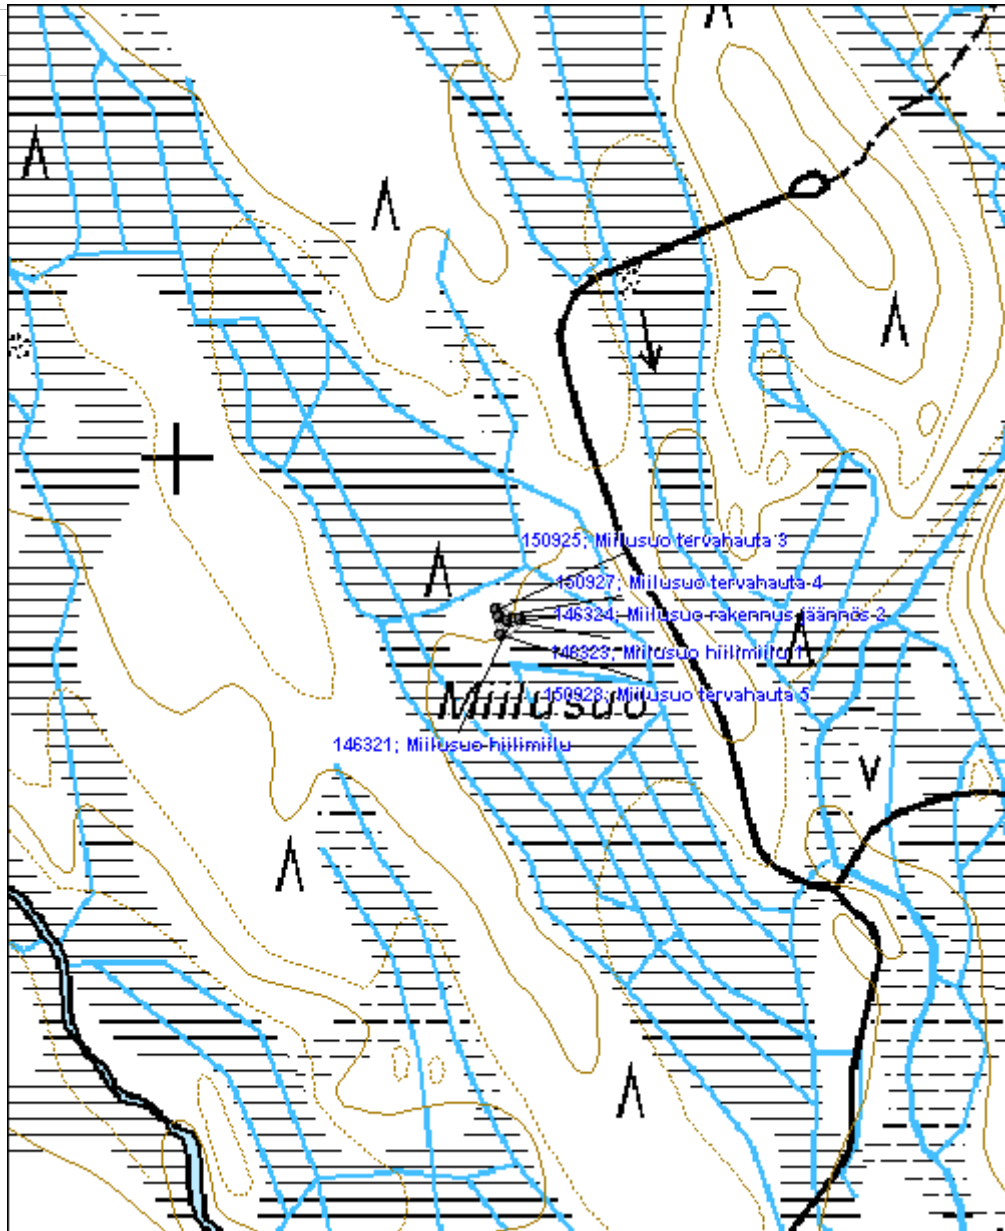 150925; Miilusuo tervahauta 3
150927; Miilusuo tervahauta 4
146324; Miilusuo rakennus jäännös 2
146323; Miilusuo hiilimiilu 1
150928; Miilusuo tervahauta 5
Miilusuo
146321; Miilusuo hiilimiilu